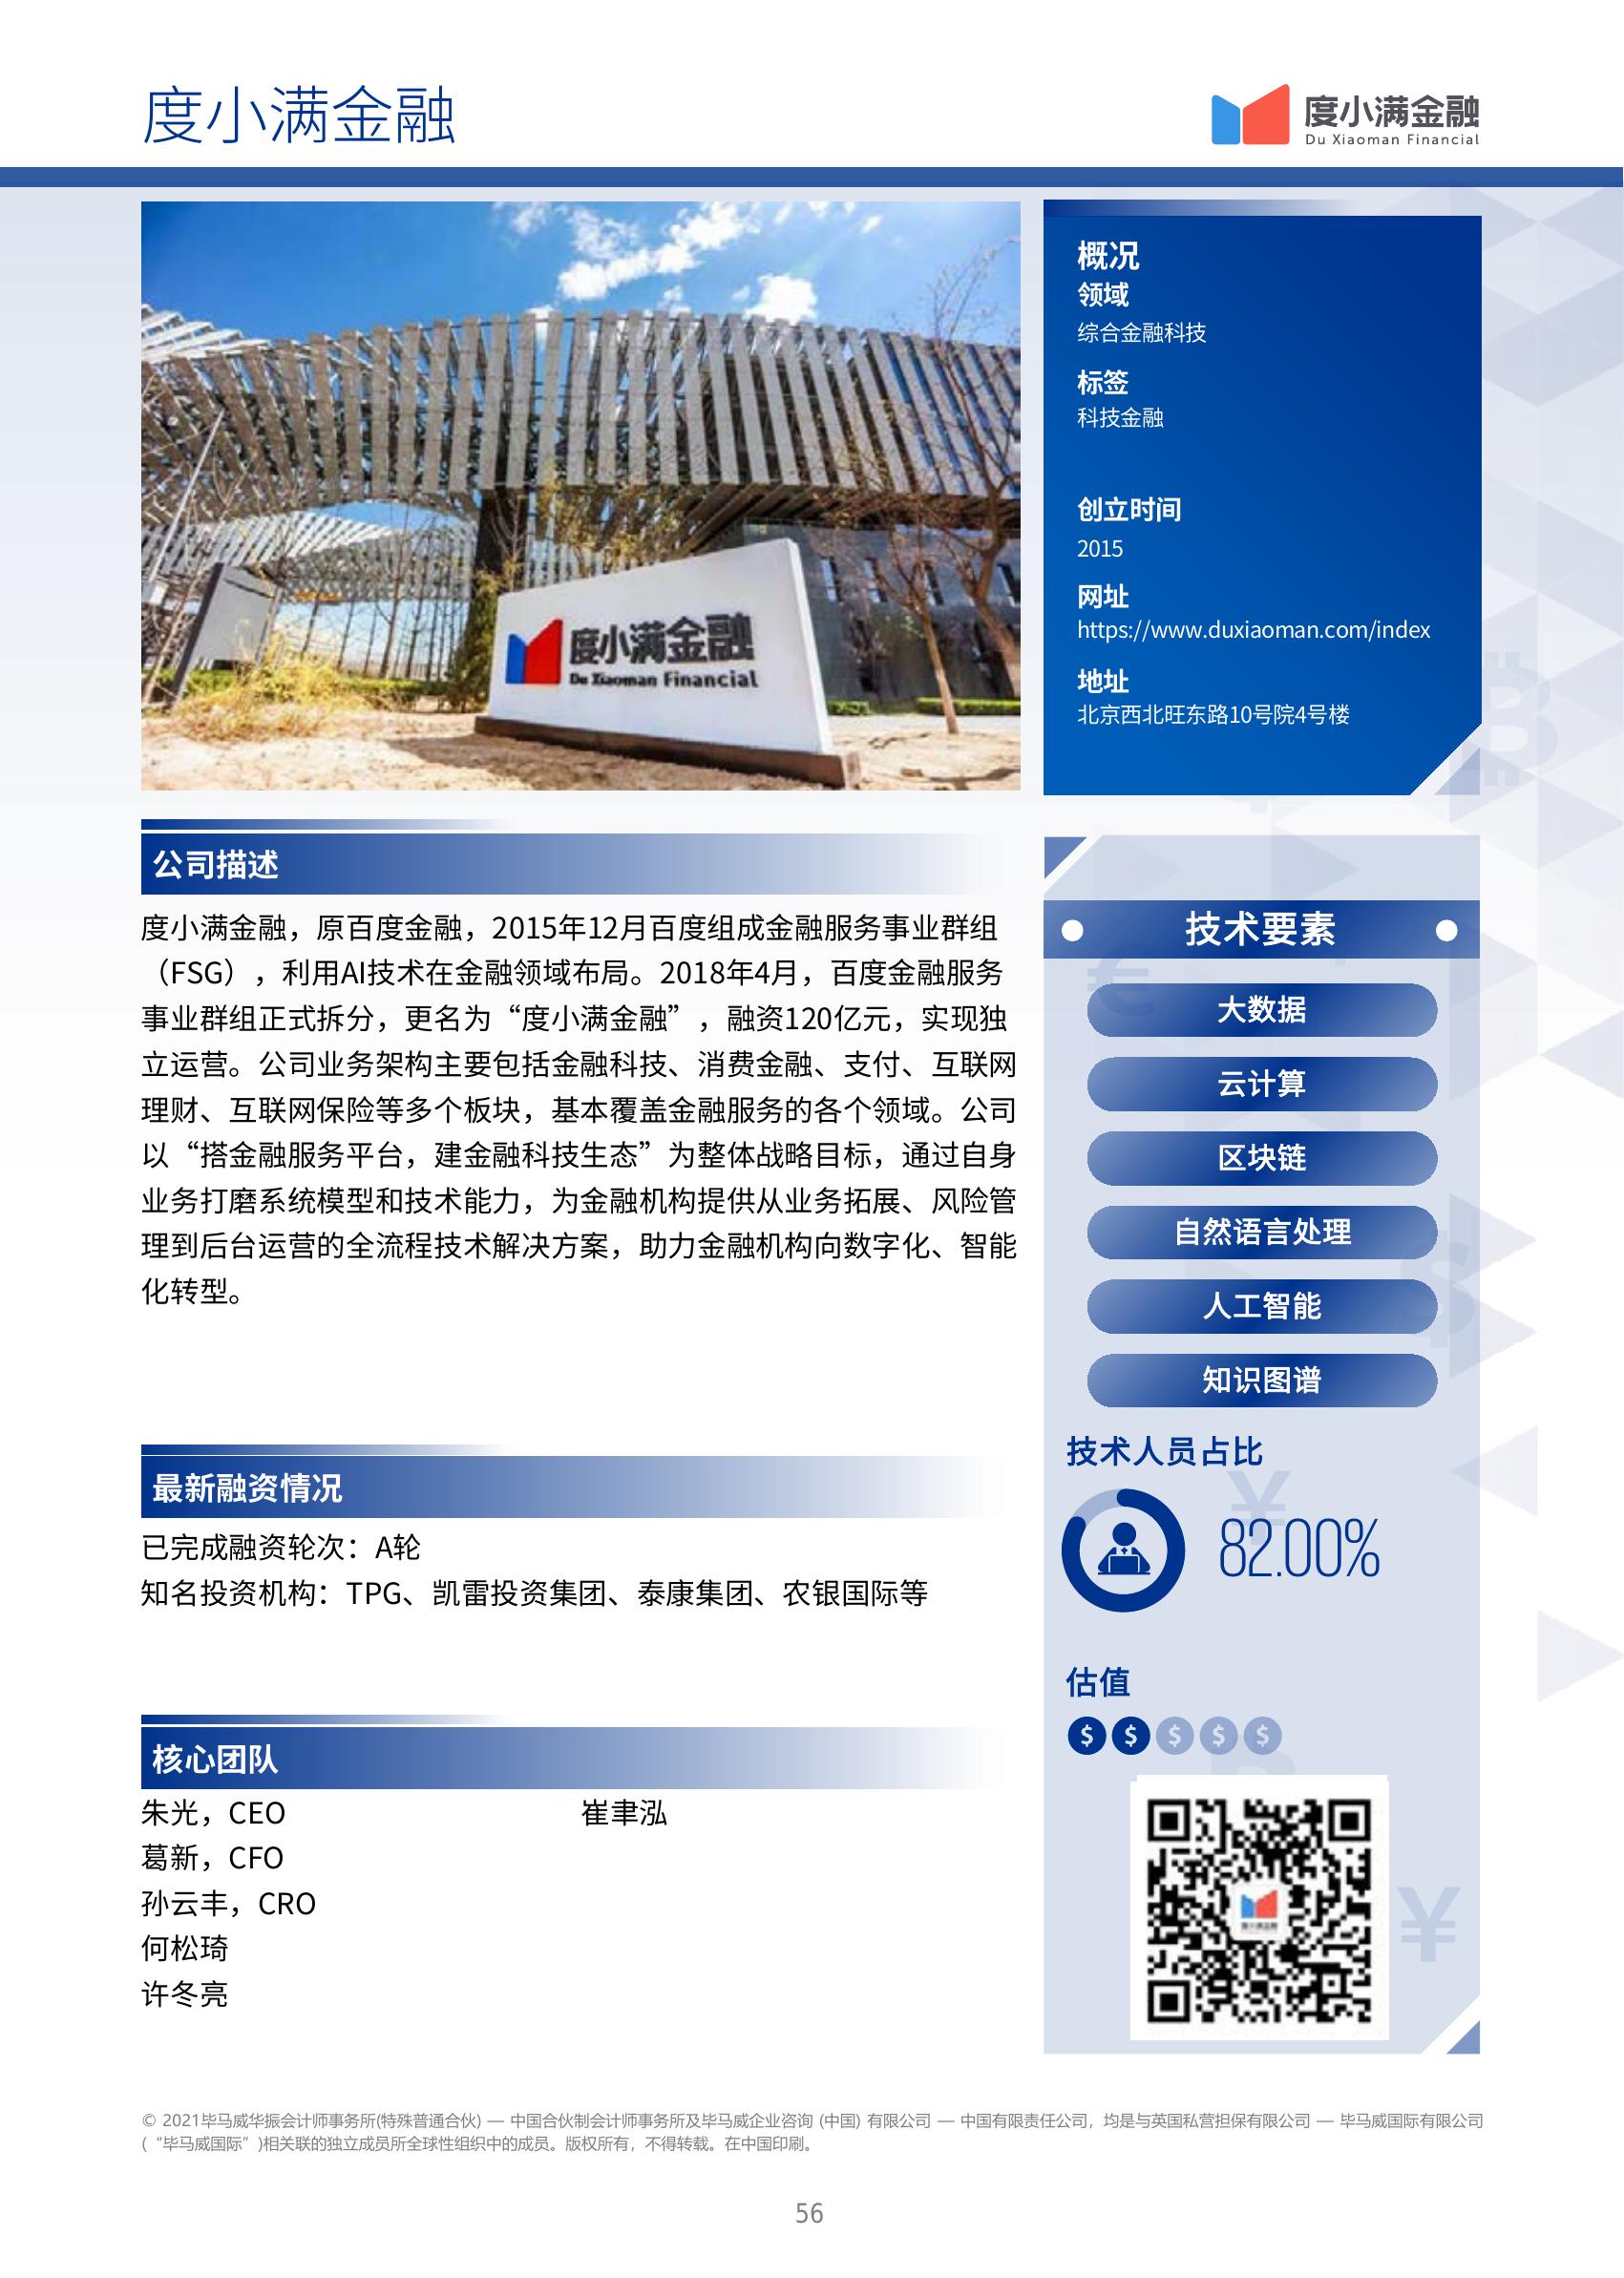 度小满金融
度小满金融
Du Xiaoman Financial
度小满金融
Du Xiaoman Financial
概况
领域
综合金融科技
标签
科技金融
创立时间
2015
网址
https://www.duxiaoman.com/index
地址
北京西北旺东路10号院4号楼
公司描述
度小满金融，原百度金融，2015年12月百度组成金融服务事业群组
（FSG），利用AI技术在金融领域布局。2018年4月，百度金融服务
事业群组正式拆分，更名为“度小满金融”，融资120亿元，实现独
立运营。公司业务架构主要包括金融科技、消费金融、支付、互联网
理财、互联网保险等多个板块，基本覆盖金融服务的各个领域。公司
以“搭金融服务平台，建金融科技生态”为整体战略目标，通过自身
业务打磨系统模型和技术能力，为金融机构提供从业务拓展、风险管
理到后台运营的全流程技术解决方案，助力金融机构向数字化、智能
化转型。
最新融资情况
已完成融资轮次：A轮
知名投资机构：TPG、凯雷投资集团、泰康集团、农银国际等
核心团队
朱光，CEO
葛新，CFO
孙云丰，CRO
何松琦
许冬亮
崔聿泓
技术要素
大数据
云计算
区块链
自然语言处理
人工智能
知识图谱
技术人员占比
82.00%
估值
$ $ $ $ $
© 2021毕马威华振会计师事务所(特殊普通合伙) — 中国合伙制会计师事务所及毕马威企业咨询 (中国) 有限公司 — 中国有限责任公司，均是与英国私营担保有限公司 — 毕马威国际有限公司
(“毕马威国际”)相关联的独立成员所全球性组织中的成员。版权所有，不得转载。在中国印刷。
56